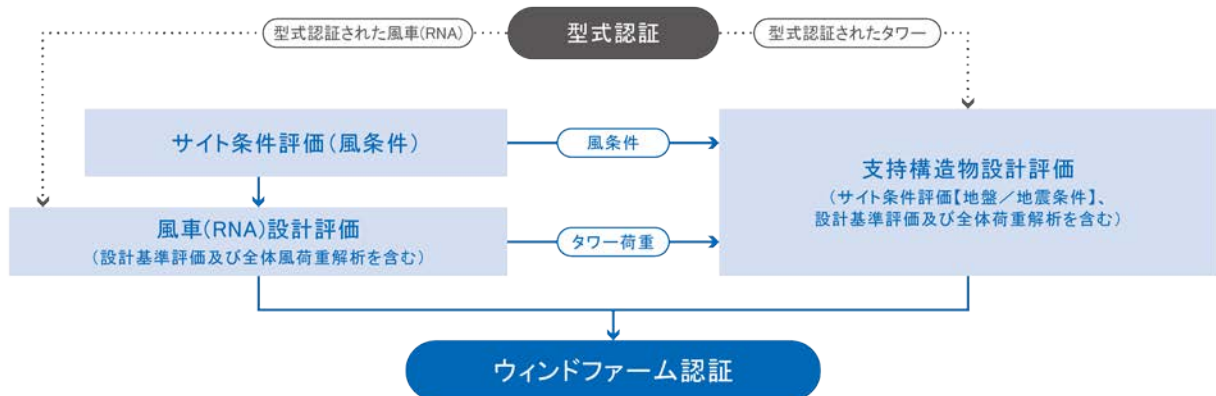 型式認証された風車(RNA)
型式認証
型式認証されたタワー
サイト条件評価(風条件)
風条件
支持構造物設計評価
(サイト条件評価【地盤/地震条件】、
設計基準評価及び全体荷重解析を含む)
風車(RNA)設計評価
(設計基準評価及び全体風荷重解析を含む)
タワー荷重
ウィンドファーム認証